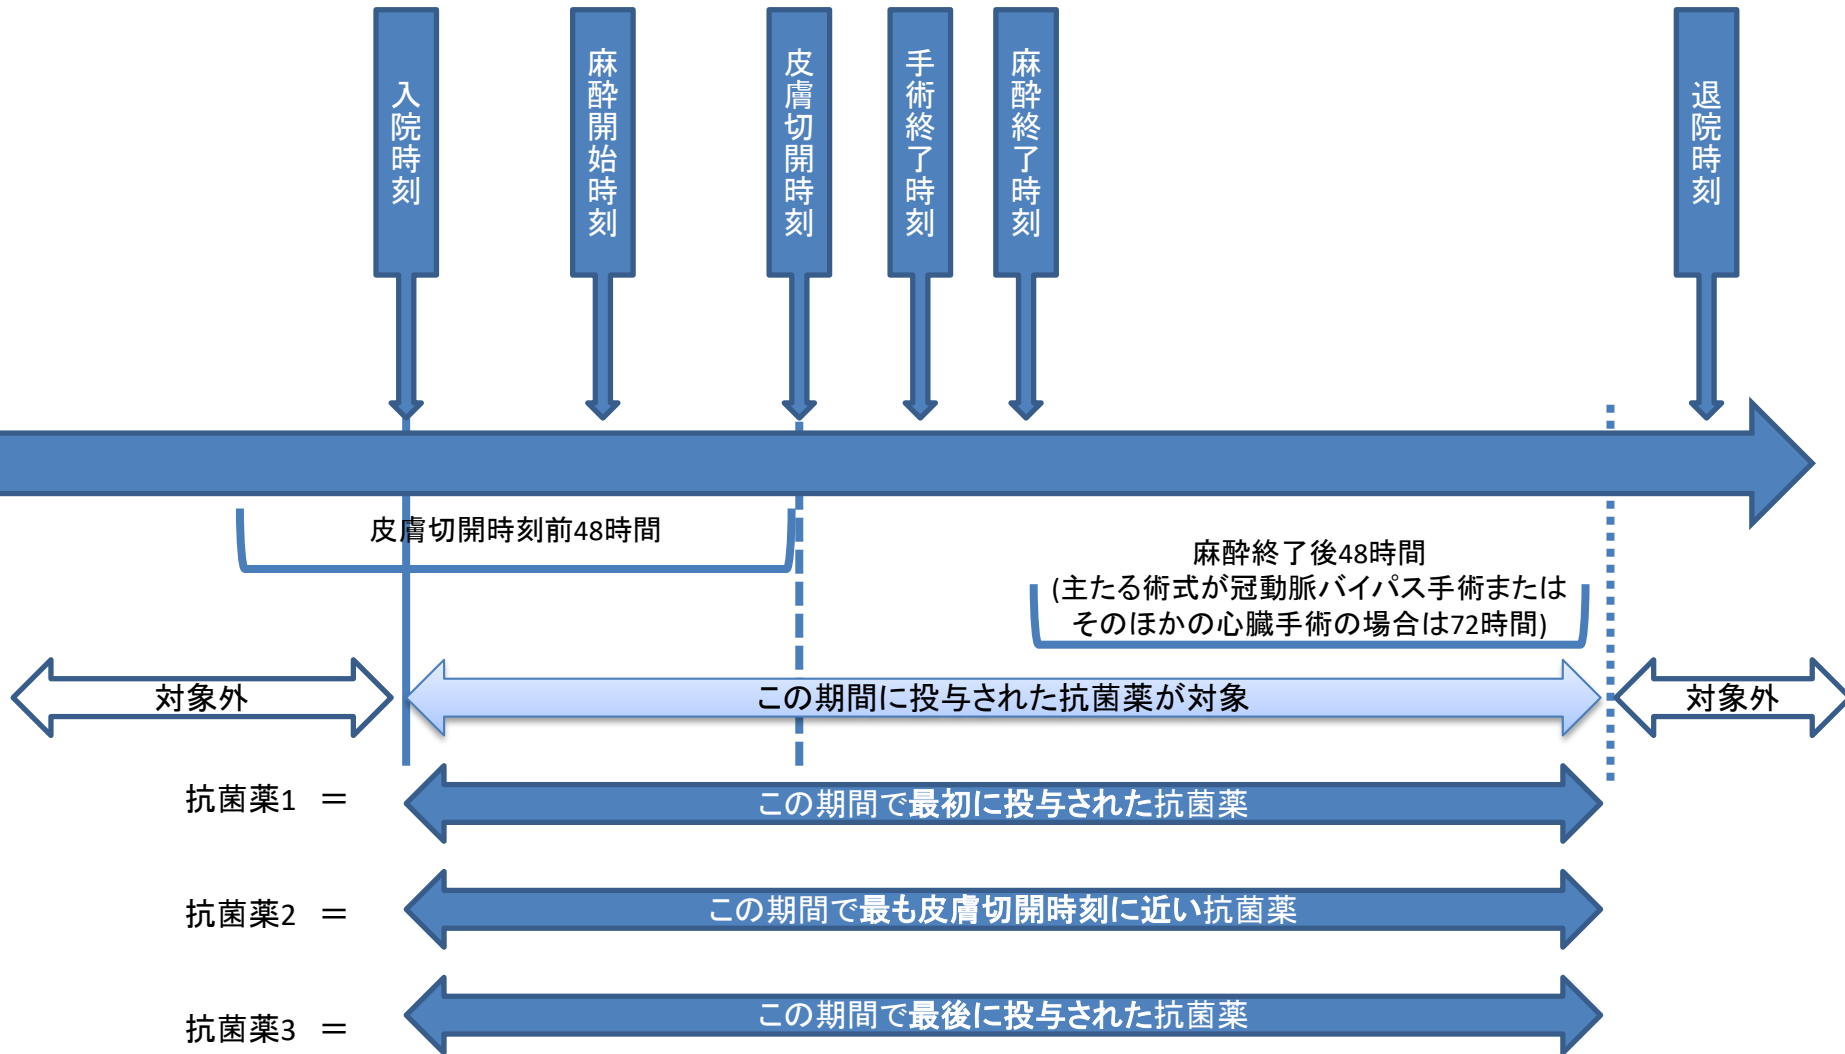 入院時刻
麻酔開始時刻
皮膚切開時刻
手術終了時刻
麻酔終了時刻
退院時刻
皮膚切開時刻前48時間
麻酔終了後48時間
(主たる術式が冠動脈バイパス手術または
そのほかの心臓手術の場合は72時間)
対象外
この期間に投与された抗菌薬が対象
対象外
抗菌薬1 ＝
この期間で最初に投与された抗菌薬
抗菌薬2 ＝
この期間で最も皮膚切開時刻に近い抗菌薬
抗菌薬3 ＝
この期間で最後に投与された抗菌薬